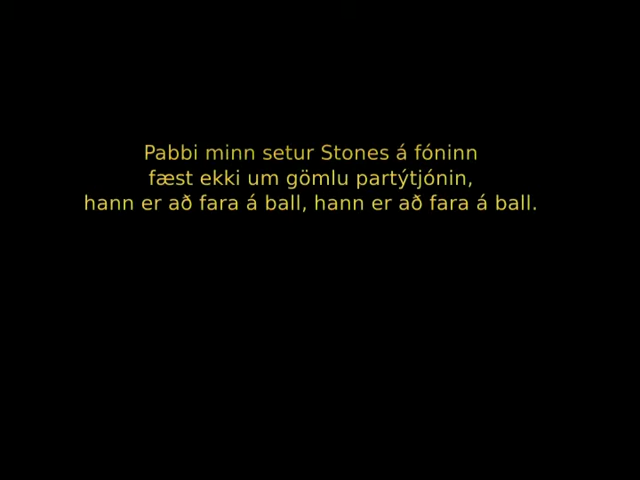 Pabbi minn setur Stones á fóninn
fæst ekki um gömlu partýtjónin,
hann er að fara á ball, hann er að fara á ball.